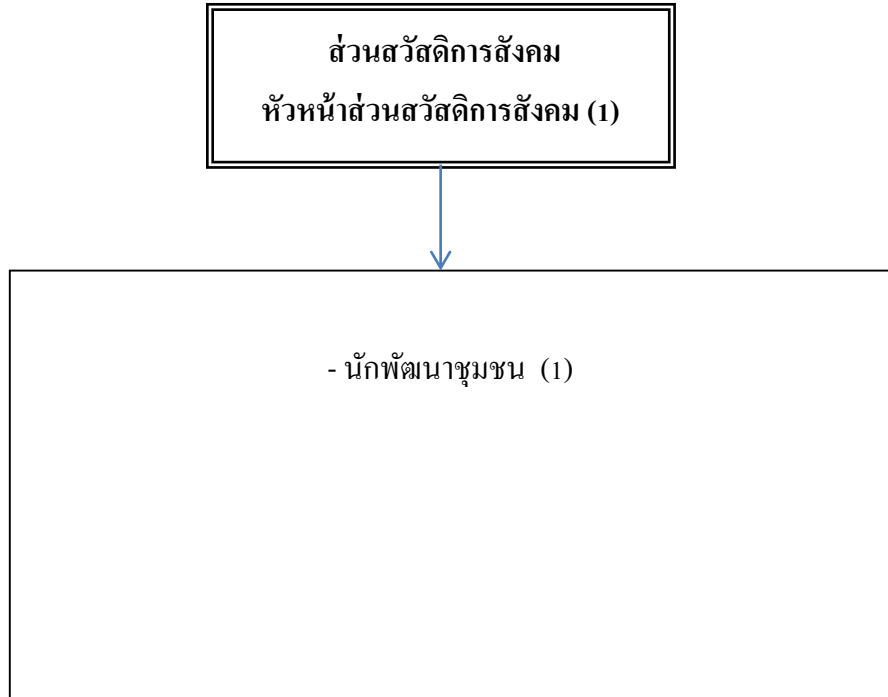 ส่วนสวัสดิการสังคม
หัวหน้าส่วนสวัสดิการสังคม (1)
- นักพัฒนาชุมชน (1)